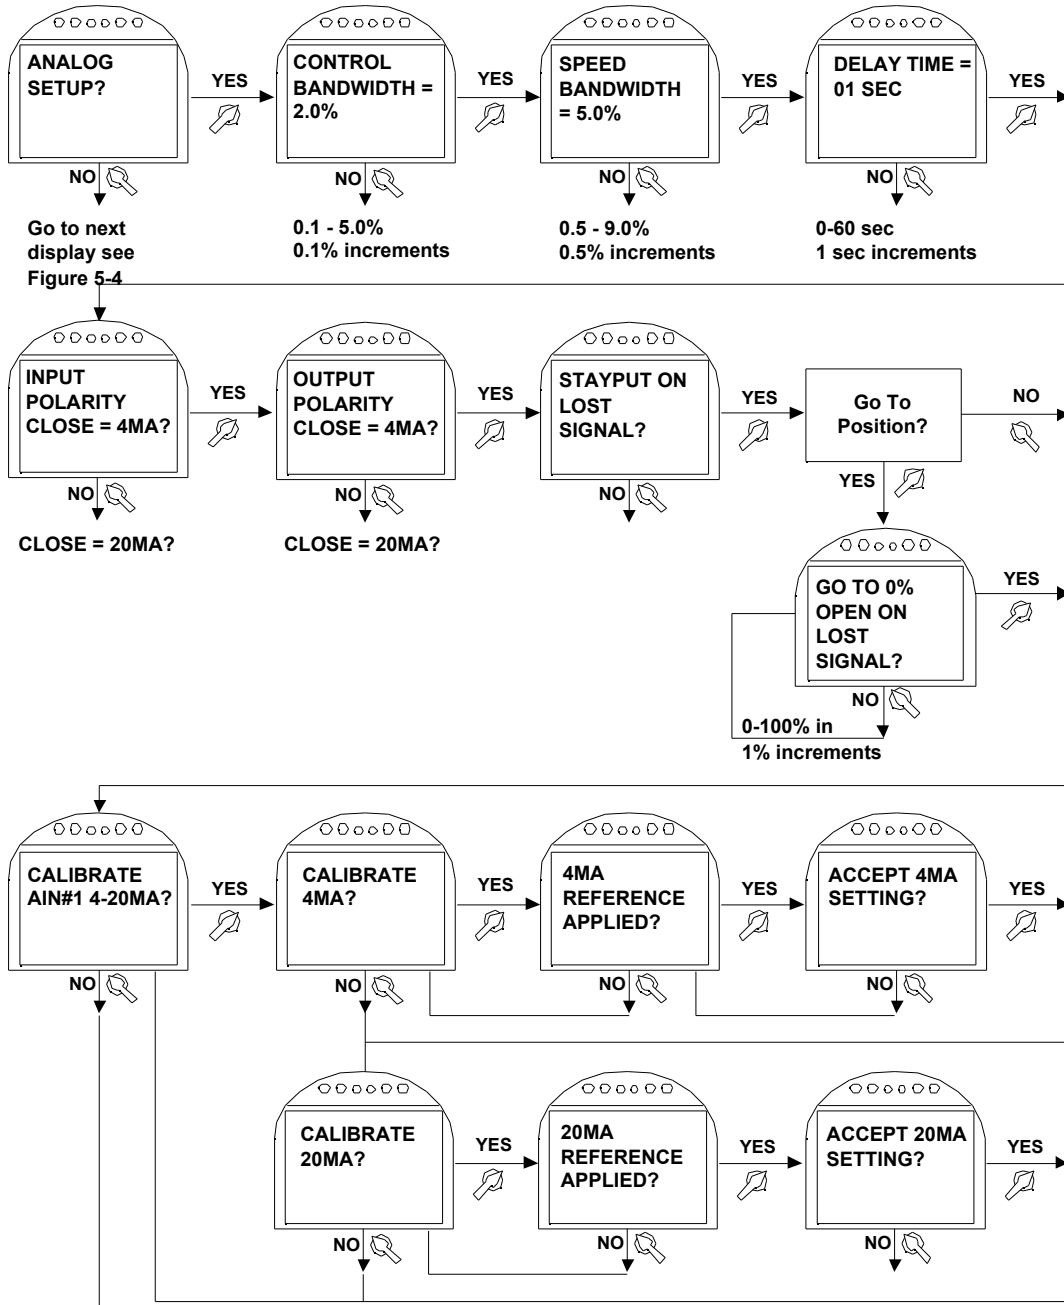 ANALOG
SETUP?
YES
NO
Go to next
display see
Figure 5-4
CONTROL
BANDWIDTH =
2.0%
YES
NO
0.1 - 5.0%
0.1% increments
SPEED
BANDWIDTH
= 5.0%
YES
NO
0.5 - 9.0%
0.5% increments
DELAY TIME =
01 SEC
YES
NO
0-60 sec
1 sec increments
INPUT
POLARITY
CLOSE = 4MA?
YES
NO
CLOSE = 20MA?
OUTPUT
POLARITY
CLOSE = 4MA?
YES
NO
CLOSE = 20MA?
STAYPUT ON
LOST
SIGNAL?
YES
NO
Go To
Position?
NO
YES
GO TO 0%
OPEN ON
LOST
SIGNAL?
YES
NO
0-100% in
1% increments
CALIBRATE
AIN#1 4-20MA?
YES
NO
CALIBRATE
4MA?
YES
NO
4MA
REFERENCE
APPLIED?
YES
NO
ACCEPT 4MA
SETTING?
YES
NO
CALIBRATE
20MA?
YES
NO
20MA
REFERENCE
APPLIED?
YES
NO
ACCEPT 20MA
SETTING?
YES
NO